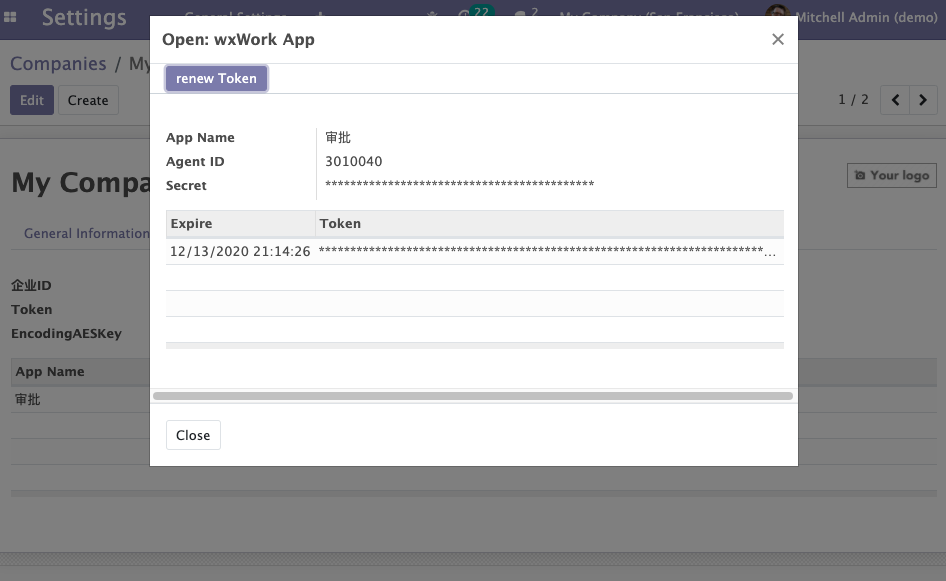 Settings
General Settings
22
2
My Company (San Francisco)
Mitchell Admin (demo)
Companies / My
Edit
Create
1 / 2
My Compa
Your logo
General Information
企业ID
Token
EncodingAESKey
App Name
审批
Open: wxWork App
×
renew Token
App Name 审批
Agent ID 3010040
Secret *******************************************
Expire Token
12/13/2020 21:14:26 ***********************************************************************...
Close